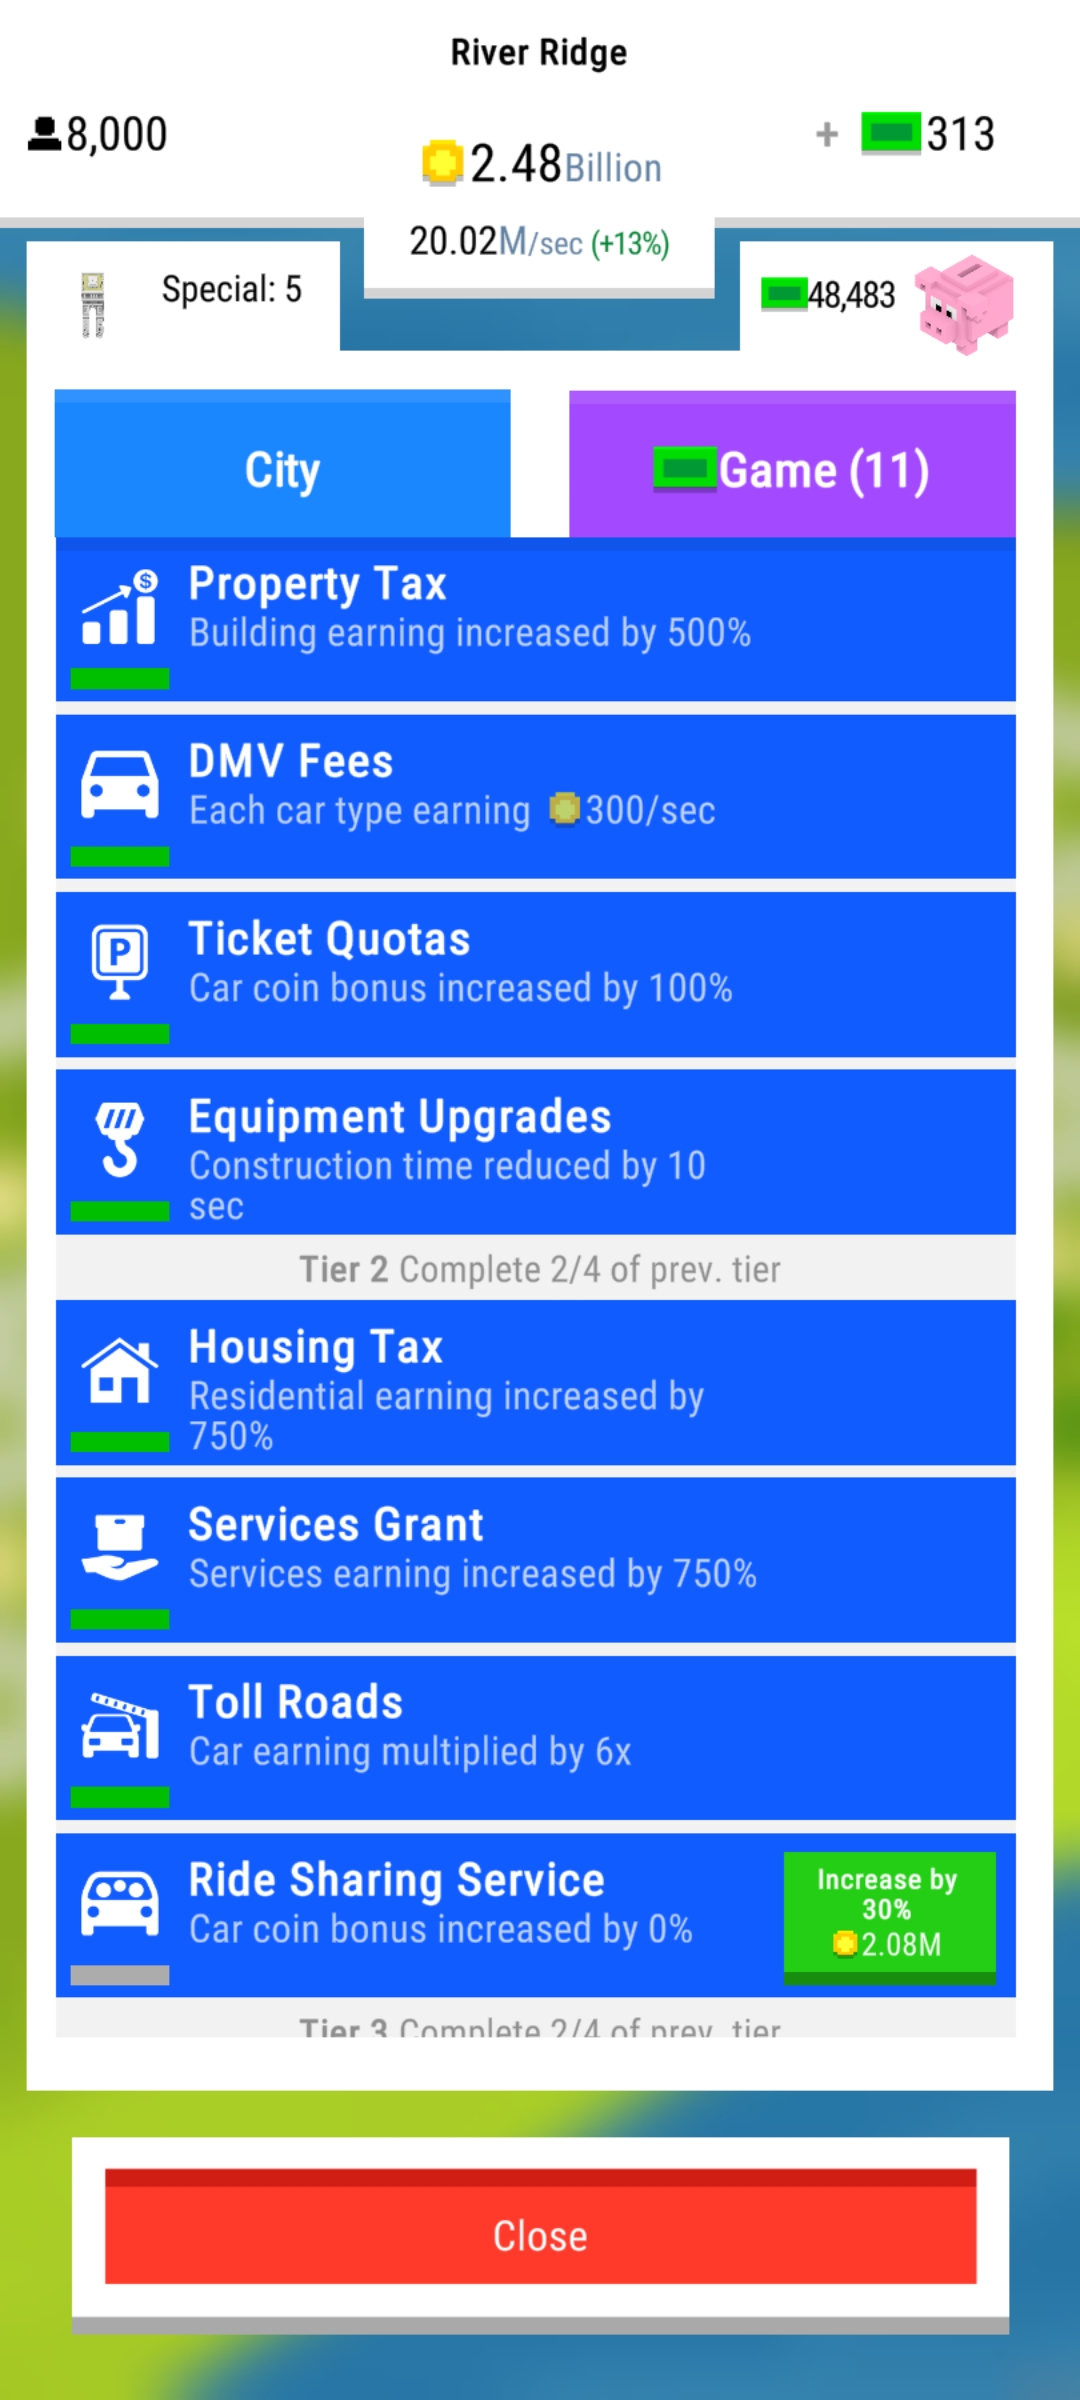 River Ridge
8,000
2.48 Billion
+ 313
20.02M/sec (+13%)
Special: 5
48,483
City
Game (11)
Property Tax
Building earning increased by 500%
DMV Fees
Each car type earning 300/sec
P
Ticket Quotas
Car coin bonus increased by 100%
Equipment Upgrades
Construction time reduced by 10
sec
Tier 2 Complete 2/4 of prev. tier
Housing Tax
Residential earning increased by
750%
Services Grant
Services earning increased by 750%
Toll Roads
Car earning multiplied by 6x
Ride Sharing Service
Car coin bonus increased by 0%
Increase by
30%
2.08M
Tier 3 Complete 2/4 of prev. tier
Close